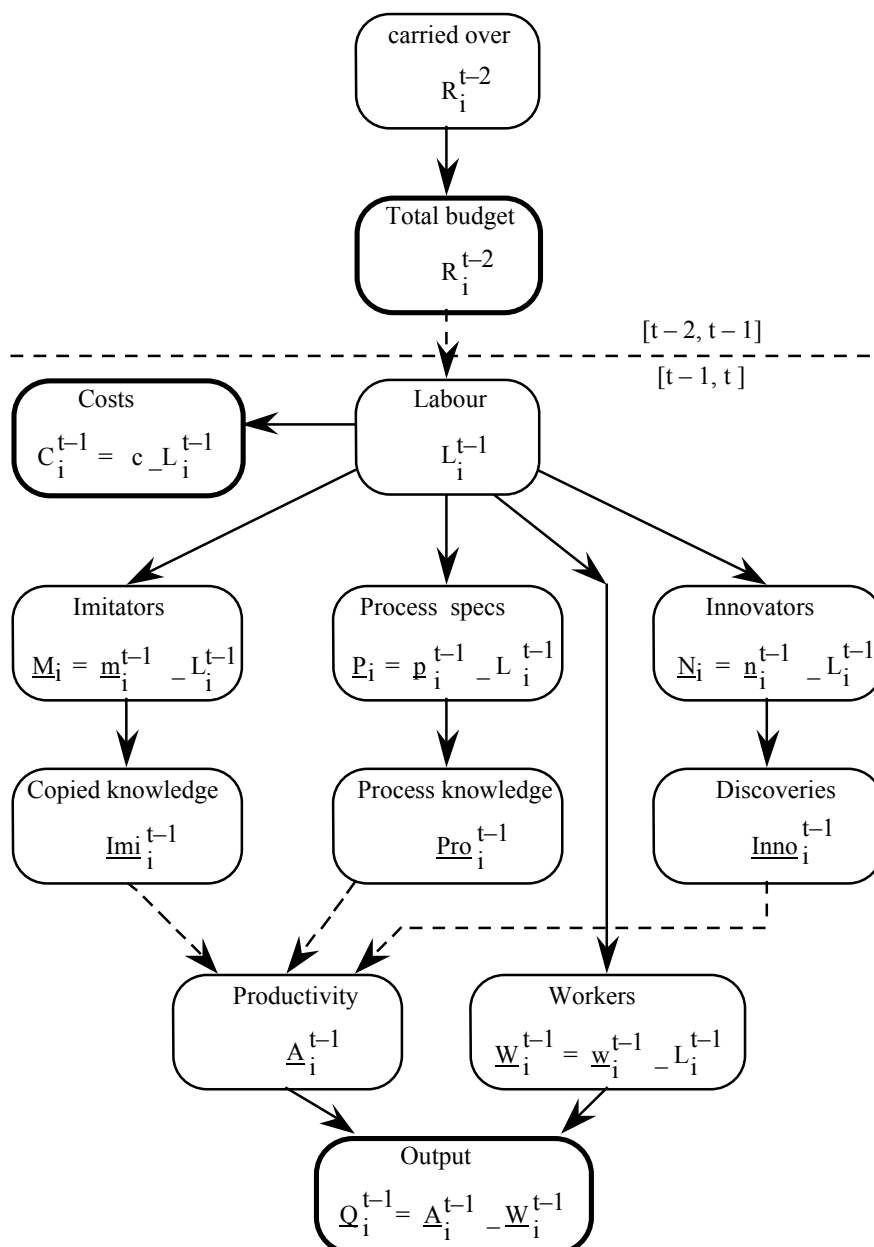 carried over
R_i^{t–2}
Total budget
R_i^{t–2}
[t – 2, t – 1]
[t – 1, t ]
Costs
C_i^{t–1} = c _L_i^{t–1}
Labour
L_i^{t–1}
Imitators
M_i = m_i^{t–1} _L_i^{t–1}
Process specs
P_i = p_i^{t–1} _L_i^{t–1}
Innovators
N_i = n_i^{t–1} _L_i^{t–1}
Copied knowledge
Imi_i^{t–1}
Process knowledge
Pro_i^{t–1}
Discoveries
Inno_i^{t–1}
Productivity
A_i^{t–1}
Workers
W_i^{t–1} = w_i^{t–1} _L_i^{t–1}
Output
Q_i^{t–1} = A_i^{t–1} _W_i^{t–1}